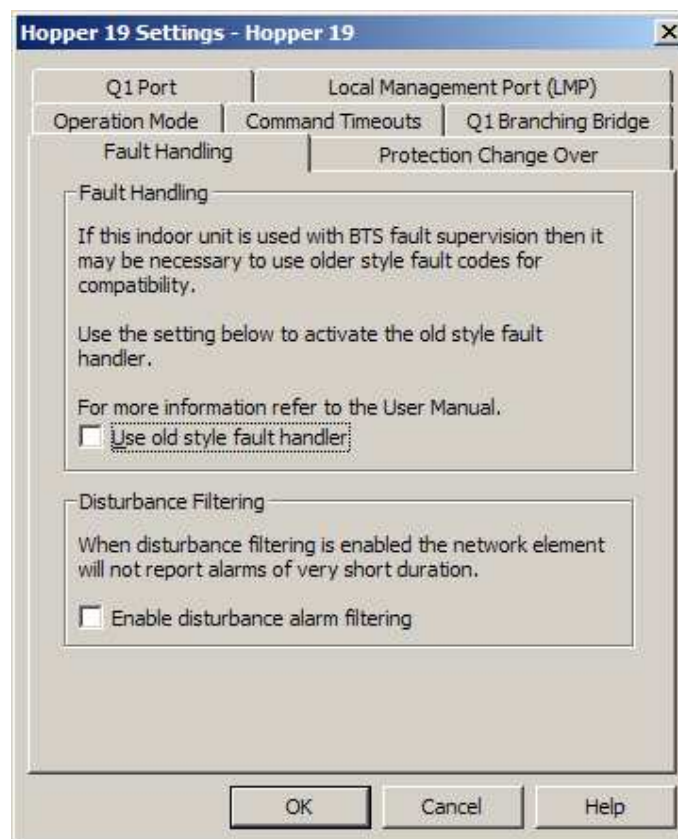 Hopper 19 Settings - Hopper 19
Q1 Port
Local Management Port (LMP)
Operation Mode
Command Timeouts
Q1 Branching Bridge
Fault Handling
Protection Change Over
Fault Handling
If this indoor unit is used with BTS fault supervision then it
may be necessary to use older style fault codes for
compatibility.
Use the setting below to activate the old style fault
handler.
For more information refer to the User Manual.
Use old style fault handler
Disturbance Filtering
When disturbance filtering is enabled the network element
will not report alarms of very short duration.
Enable disturbance alarm filtering
OK
Cancel
Help